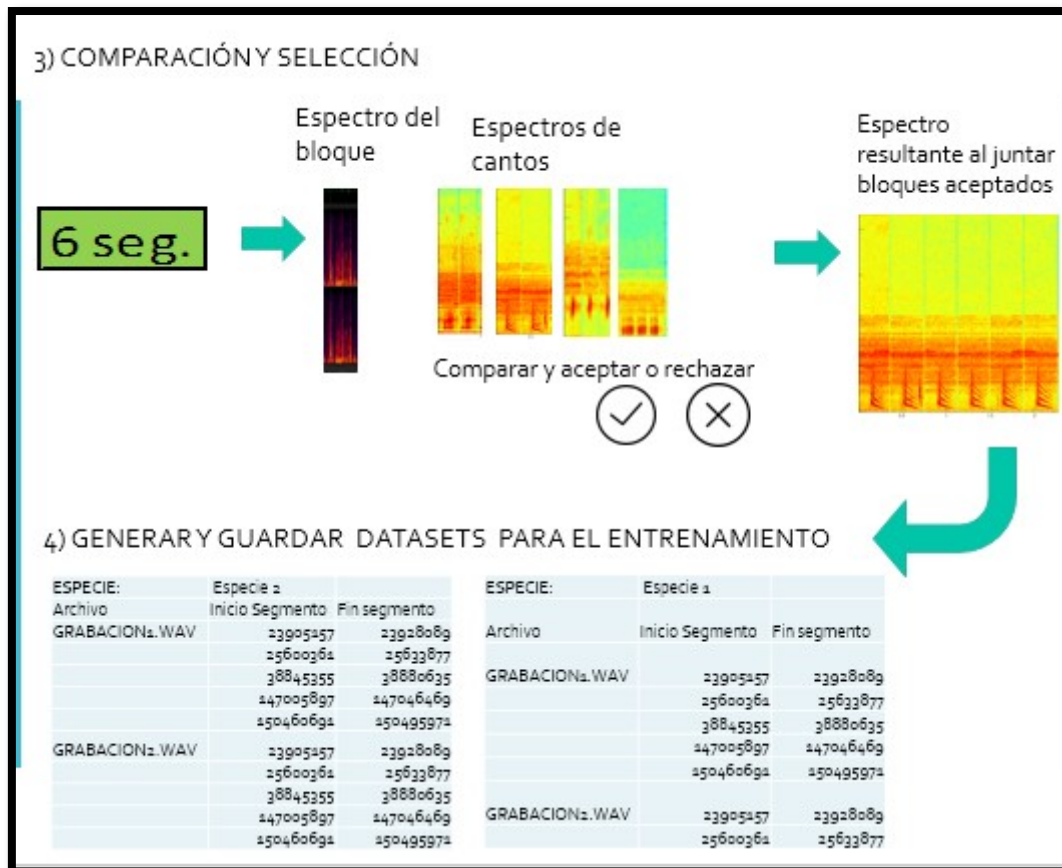 3) COMPARACIÓN Y SELECCIÓN
Espectro del
bloque
Espectros de
cantos
Espectro
resultante al juntar
bloques aceptados
6 seg.
Comparar y aceptar o rechazar
4) GENERAR Y GUARDAR DATASETS PARA EL ENTRENAMIENTO
ESPECIE: Especie 2
Archivo Inicio Segmento Fin segmento
GRABACION1.WAV 23905157 23928089
25600361 25633877
38845355 38880635
147005897 147046469
150460691 150495971
GRABACION2.WAV 23905157 23928089
25600361 25633877
38845355 38880635
147005897 147046469
150460691 150495971
ESPECIE: Especie 1
Archivo Inicio Segmento Fin segmento
GRABACION1.WAV 23905157 23928089
25600361 25633877
38845355 38880635
147005897 147046469
150460691 150495971
GRABACION2.WAV 23905157 23928089
25600361 25633877